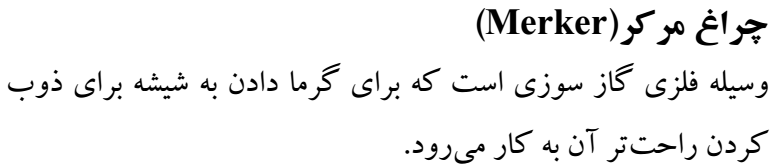 چراغ مرکر(Merker)
وسیله فلزی گاز سوزی است که برای گرما دادن به شیشه برای ذوب
کردن راحت‌تر آن به کار می‌رود.